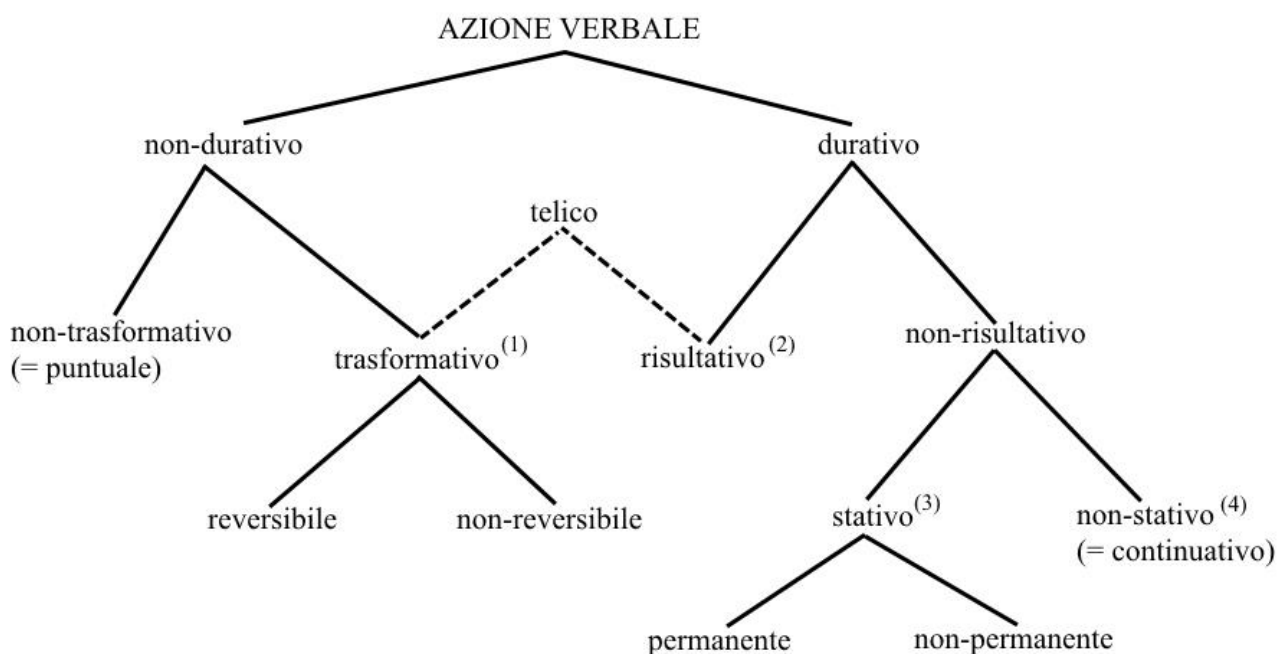 AZIONE VERBALE
non-durativo
durativo
telico
non-trasformativo
(= puntuale)
trasformativo(1)
risultativo(2)
non-risultativo
reversibile
non-reversibile
stativo(3)
non-stativo (4)
(= continuativo)
permanente
non-permanente